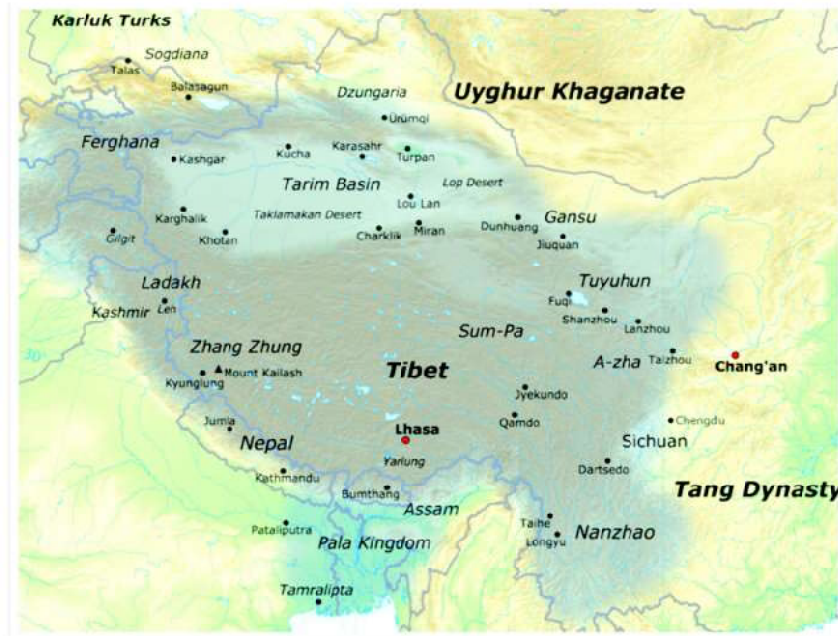 Karluk Turks
Sogdiana
Talas
Balasagun
Dzungaria
Uyghur Khaganate
Ürümqi
Ferghana
Kashgar
Kucha
Karasahr
Turpan
Tarim Basin
Lop Desert
Lou Lan
Karghalik
Taklamakan Desert
Gansu
Dunhuang
Gilgit
Khotan
Charklik
Miran
Jiuquan
Ladakh
Tuyuhun
Leh
Fuqi
Kashmir
Shanzhou
Lanzhou
Sum-Pa
Zhang Zhung
A-zha
Taizhou
Tibet
Chang'an
Mount Kailash
Kyunglung
Jyekundo
Jumla
Qamdo
Chengdu
Lhasa
Nepal
Sichuan
Yarlung
Kathmandu
Dartsedo
Bumthang
Tang Dynasty
Assam
Pataliputra
Taihe
Pala Kingdom
Longyu
Nanzhao
Tamralipta